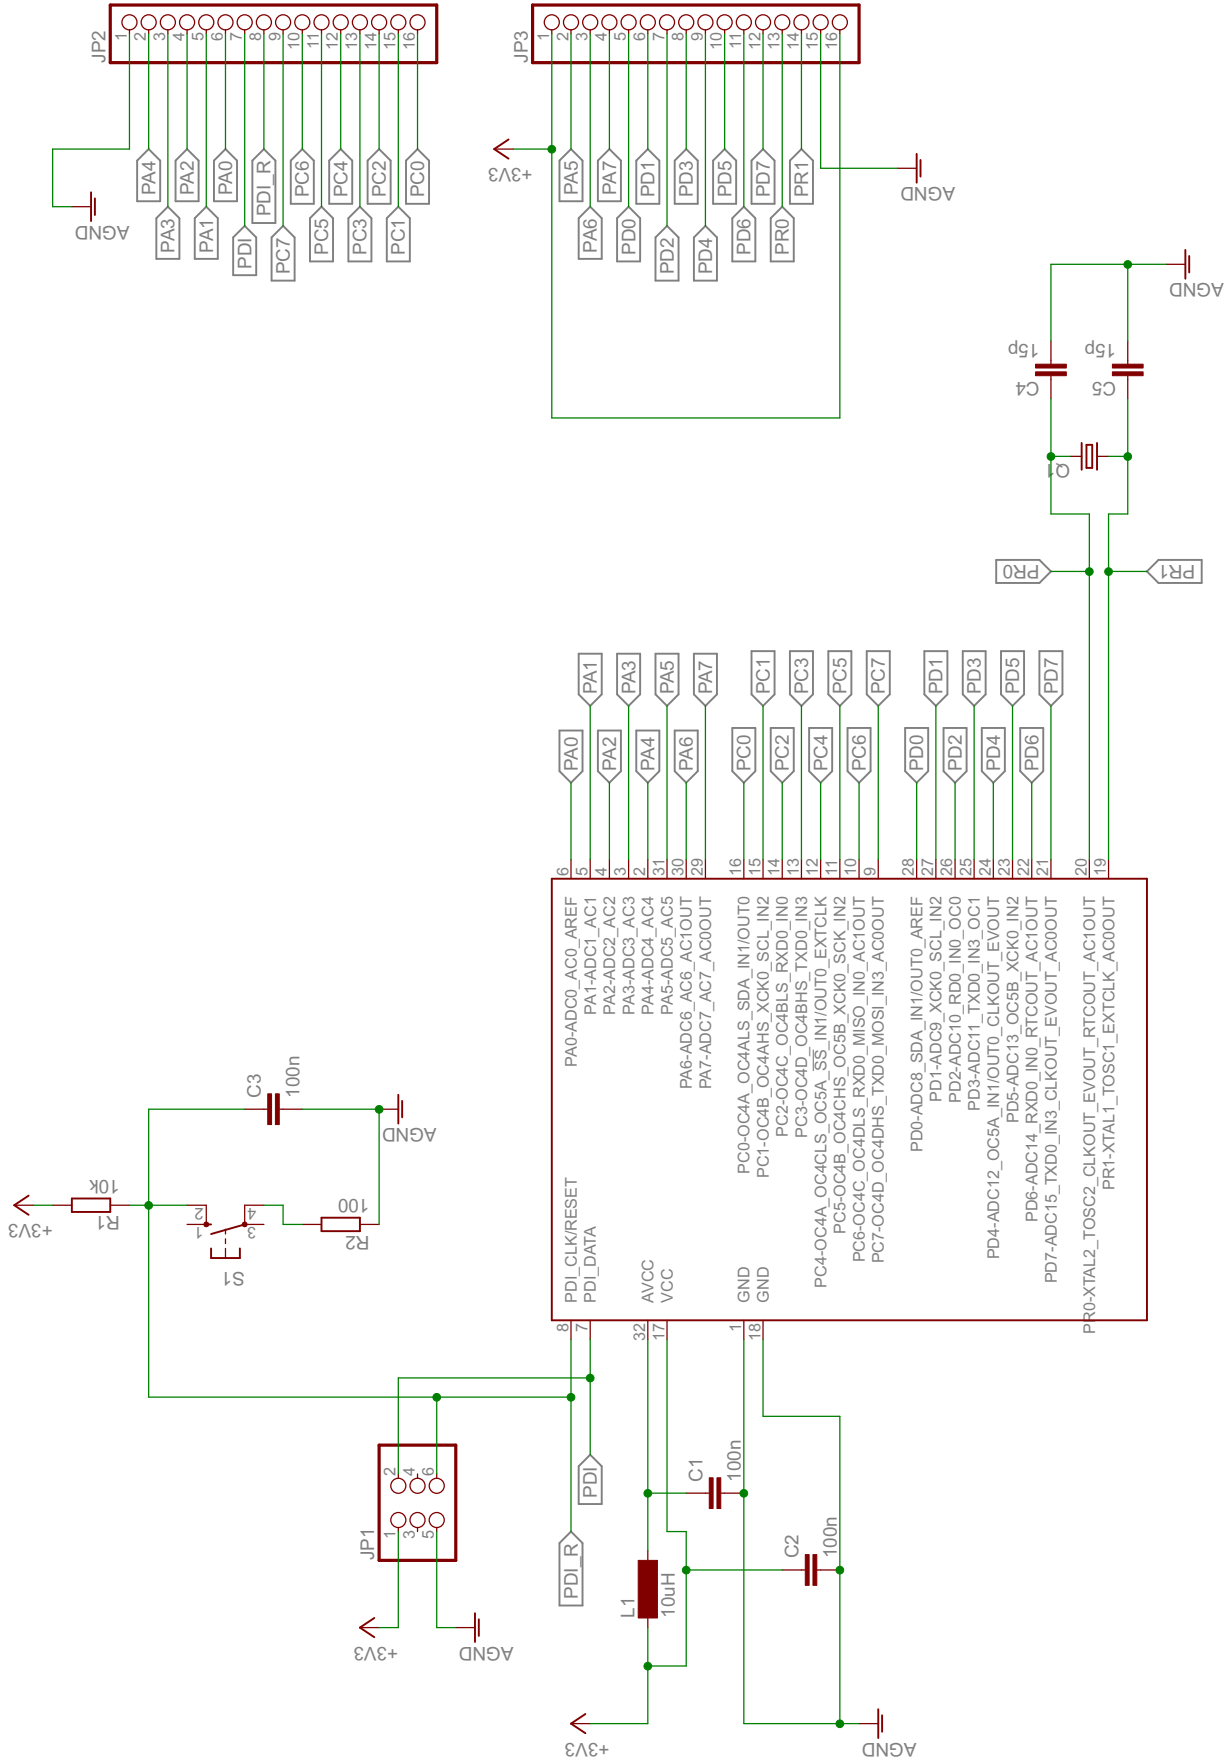 JP2
1
2
3
4
5
6
7
8
9
10
11
12
13
14
15
16
AGND
PA4
PA3
PA2
PA1
PA0
PDI
PDI_R
PC7
PC6
PC5
PC4
PC3
PC2
PC1
PC0
JP3
1
2
3
4
5
6
7
8
9
10
11
12
13
14
15
16
+3V3
PA5
PA6
PA7
PD0
PD1
PD2
PD3
PD4
PD5
PD6
PD7
PR0
PR1
AGND
AGND
15p
C4
15p
C5
Q1
PR0
PR1
PA0
PA1
PA2
PA3
PA4
PA5
PA6
PA7
PC0
PC1
PC2
PC3
PC4
PC5
PC6
PC7
PD0
PD1
PD2
PD3
PD4
PD5
PD6
PD7
6
5
4
3
2
31
30
29
16
15
14
13
12
11
10
9
28
27
26
25
24
23
22
21
20
19
PA0-ADC0_AC0_AREF
PA1-ADC1_AC1
PA2-ADC2_AC2
PA3-ADC3_AC3
PA4-ADC4_AC4
PA5-ADC5_AC5
PA6-ADC6_AC6_AC1OUT
PA7-ADC7_AC7_AC0OUT
PC0-OC4A_OC4ALS_SDA_IN1/OUT0
PC1-OC4B_OC4AHS_XCK0_SCL_IN2
PC2-OC4C_OC4BLS_RXD0_IN0
PC3-OC4D_OC4BHS_TXD0_IN3
PC4-OC4A_OC4CLS_OC5A_SS_IN1/OUT0_EXTCLK
PC5-OC4B_OC4CHS_OC5B_XCK0_SCK_IN2
PC6-OC4C_OC4DLS_RXD0_MISO_IN0_AC1OUT
PC7-OC4D_OC4DHS_TXD0_MOSI_IN3_AC0OUT
PD0-ADC8_SDA_IN1/OUT0_AREF
PD1-ADC9_XCK0_SCL_IN2
PD2-ADC10_RD0_IN0_OC0
PD3-ADC11_TXD0_IN3_OC1
PD4-ADC12_OC5A_IN1/OUT0_CLKOUT_EVOUT
PD5-ADC13_OC5B_XCK0_IN2
PD6-ADC14_RXD0_IN0_RTCOUT_AC1OUT
PD7-ADC15_TXD0_IN3_CLKOUT_EVOUT_AC0OUT
PR0-XTAL2_TOSC2_CLKOUT_EVOUT_RTCOUT_AC1OUT
PR1-XTAL1_TOSC1_EXTCLK_AC0OUT
PDI_CLK/RESET
PDI_DATA
AVCC
VCC
GND
GND
8
7
32
17
1
18
C3
100n
AGND
+3V3
R1
10k
2
1
4
3
S1
R2
100
JP1
1
2
3
4
5
6
+3V3
AGND
PDI
PDI_R
C1
100n
C2
100n
L1
10uH
+3V3
AGND